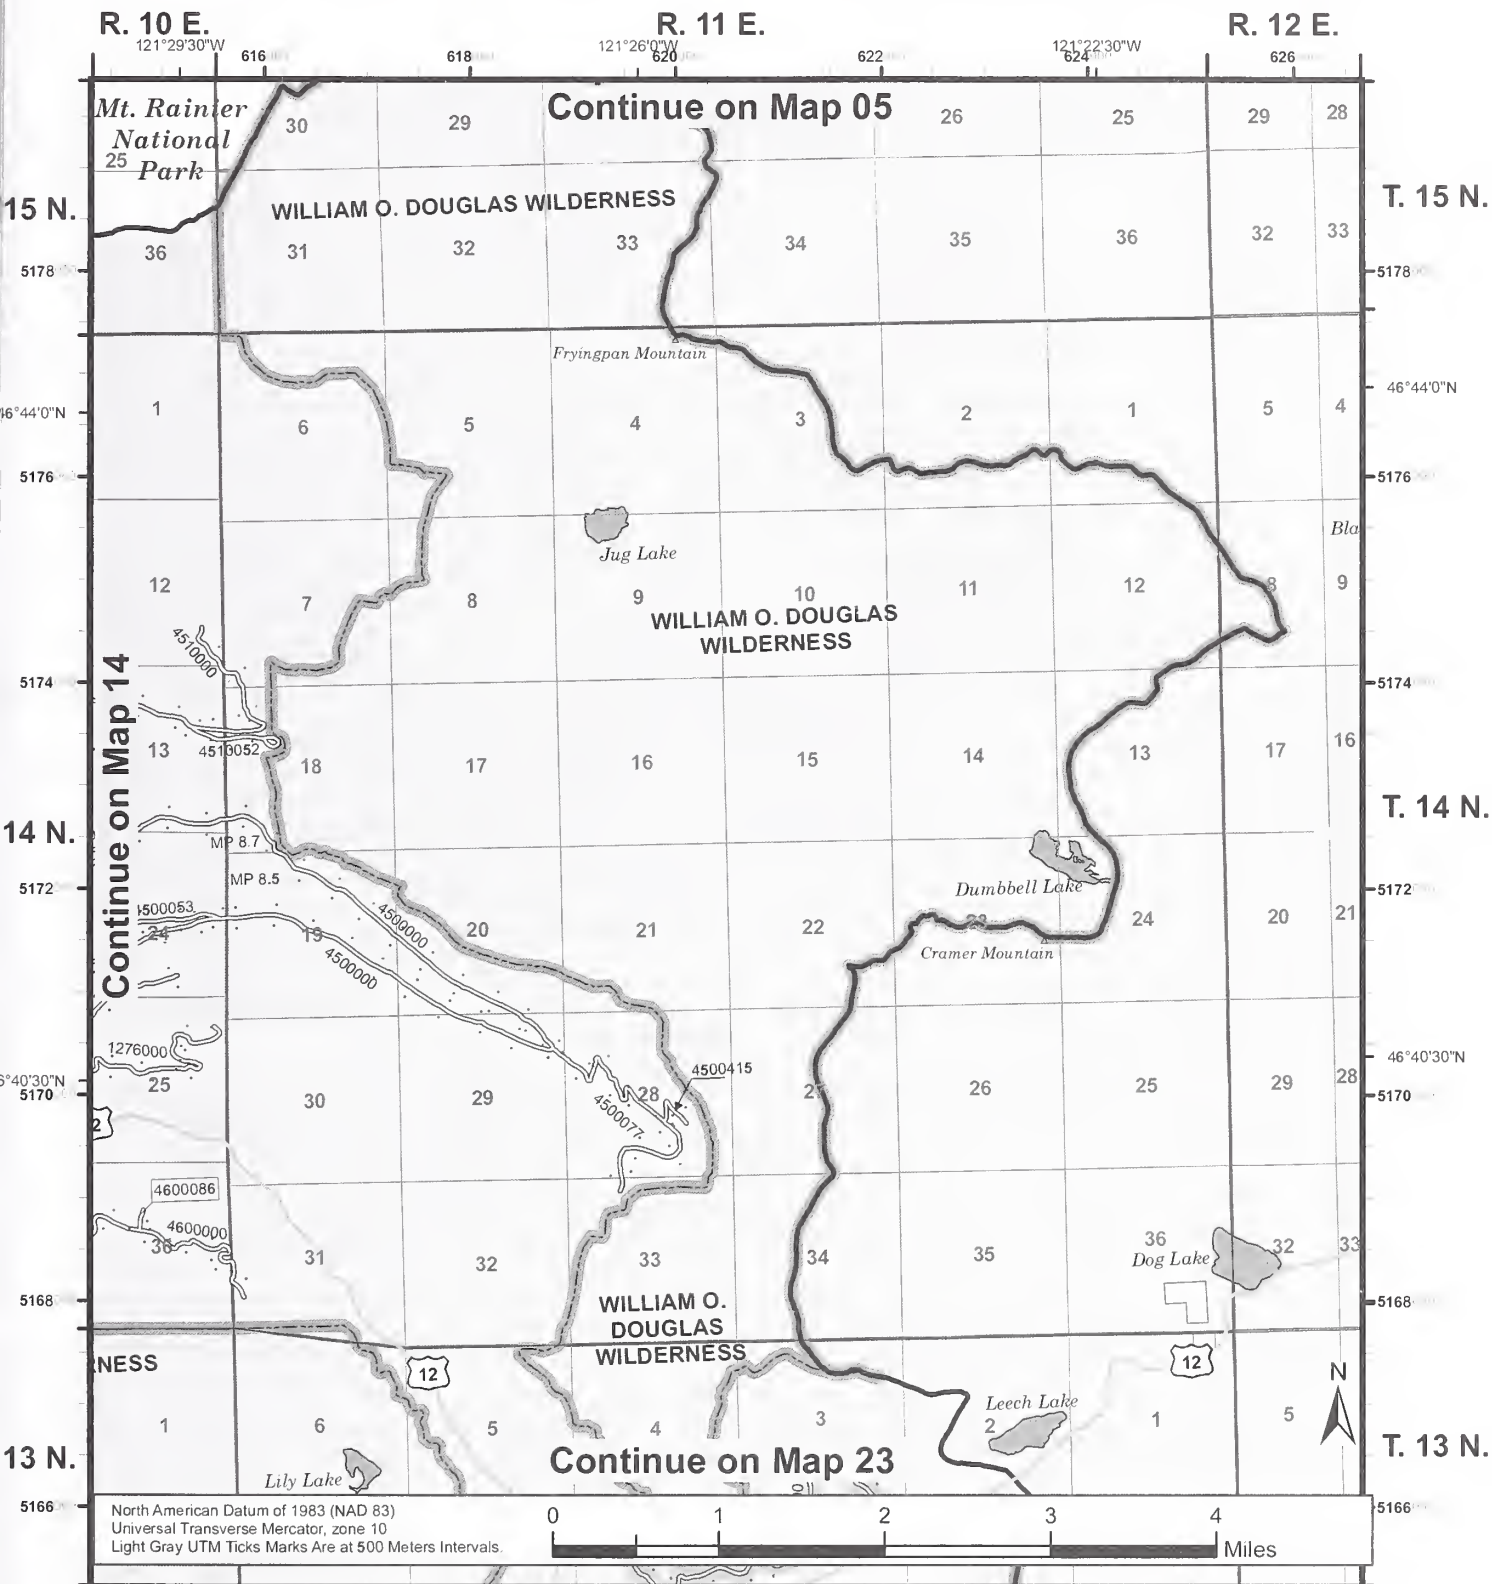 R. 10 E. R. 11 E. R. 12 E.
121°29'30"W 121°26'0"W 121°22'30"W
616 618 620 622 624 626
Mt. Rainier
National
Park
25 30 29 26 25 29 28
Continue on Map 05
15 N. T. 15 N.
WILLIAM O. DOUGLAS WILDERNESS
36 31 32 33 34 35 36 32 33
5178 5178
Fryingpan Mountain
46°44'0"N 46°44'0"N
1 6 5 4 3 2 1 5 4
5176 5176
Jug Lake
Bla
12 7 8 9 10 11 12 8 9
WILLIAM O. DOUGLAS
WILDERNESS
4510000
5174 5174
Continue on Map 14
4510052
13 18 17 16 15 14 13 17 16
14 N. T. 14 N.
MP 8.7
MP 8.5
5172 5172
Dumbbell Lake
4500053
4500000
24 19 20 21 22 23 24 20 21
4500000
Cramer Mountain
1276000
46°40'30"N
4500415
6°40'30"N
25 30 29 28 27 26 25 29 28
5170 5170
4500077
2
4600086
4600000
36 31 32 33 34 35 36 32 33
Dog Lake
5168 5168
WILLIAM O.
DOUGLAS
WILDERNESS
RNESS
12 12
N
Leech Lake
1 6 5 4 3 2 1 5
13 N. T. 13 N.
Continue on Map 23
Lily Lake
5166 5166
North American Datum of 1983 (NAD 83)
Universal Transverse Mercator, zone 10
Light Gray UTM Ticks Marks Are at 500 Meters Intervals.
0 1 2 3 4
Miles